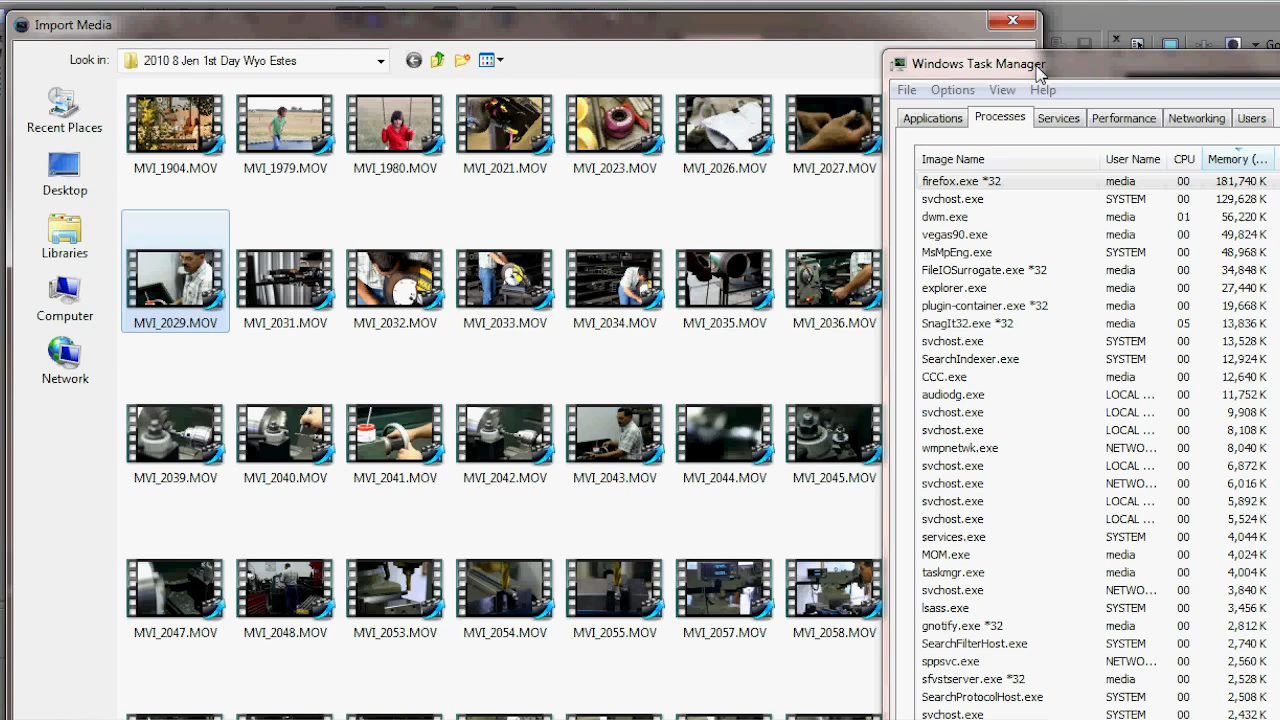 Import Media
Look in: 2010 8 Jen 1st Day Wyo Estes
Recent Places
Desktop
Libraries
Computer
Network
MVI_1904.MOV MVI_1979.MOV MVI_1980.MOV MVI_2021.MOV MVI_2023.MOV MVI_2026.MOV MVI_2027.MOV
MVI_2029.MOV MVI_2031.MOV MVI_2032.MOV MVI_2033.MOV MVI_2034.MOV MVI_2035.MOV MVI_2036.MOV
MVI_2039.MOV MVI_2040.MOV MVI_2041.MOV MVI_2042.MOV MVI_2043.MOV MVI_2044.MOV MVI_2045.MOV
MVI_2047.MOV MVI_2048.MOV MVI_2053.MOV MVI_2054.MOV MVI_2055.MOV MVI_2057.MOV MVI_2058.MOV
Windows Task Manager
File Options View Help
Applications Processes Services Performance Networking Users
Image Name User Name CPU Memory (...
firefox.exe *32 media 00 181,740 K
svchost.exe SYSTEM 00 129,628 K
dwm.exe media 01 56,220 K
vegas90.exe media 00 49,824 K
MsMpEng.exe SYSTEM 00 48,968 K
FileIOSurrogate.exe *32 media 00 34,848 K
explorer.exe media 00 27,440 K
plugin-container.exe *32 media 00 19,668 K
SnagIt32.exe *32 media 05 13,836 K
svchost.exe SYSTEM 00 13,528 K
SearchIndexer.exe SYSTEM 00 12,924 K
CCC.exe media 00 12,640 K
audiodg.exe LOCAL ... 00 11,752 K
svchost.exe LOCAL ... 00 9,908 K
svchost.exe LOCAL ... 00 8,108 K
wmpnetwk.exe NETWO... 00 8,040 K
svchost.exe LOCAL ... 00 6,872 K
svchost.exe NETWO... 00 6,016 K
svchost.exe LOCAL ... 00 5,892 K
svchost.exe LOCAL ... 00 5,524 K
services.exe SYSTEM 00 4,044 K
MOM.exe media 00 4,024 K
taskmgr.exe media 00 4,004 K
svchost.exe NETWO... 00 3,840 K
lsass.exe SYSTEM 00 3,456 K
gnotify.exe *32 media 00 2,812 K
SearchFilterHost.exe SYSTEM 00 2,740 K
sppsvc.exe NETWO... 00 2,560 K
sfvstserver.exe *32 media 00 2,528 K
SearchProtocolHost.exe SYSTEM 00 2,508 K
svchost.exe SYSTEM 00 2,432 K